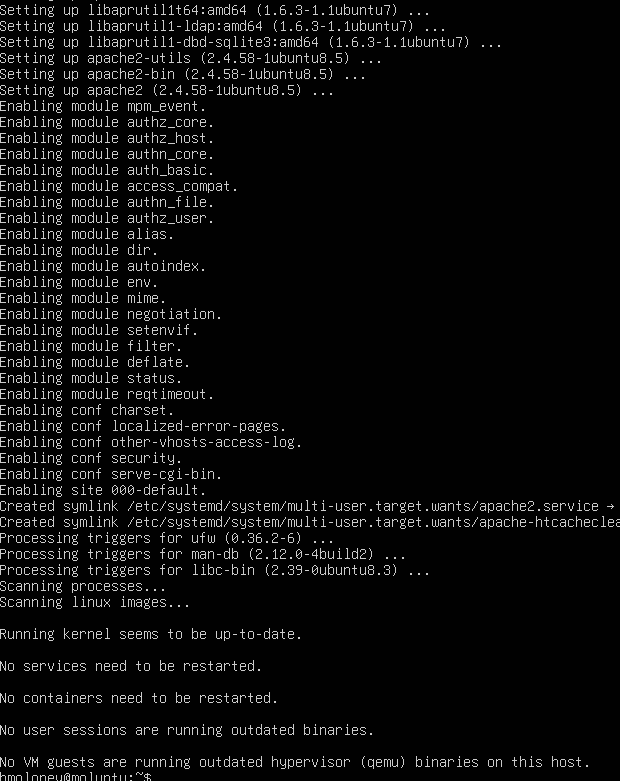 Setting up libaprutil1t64:amd64 (1.6.3-1.1ubuntu7) ...
Setting up libaprutil1-ldap:amd64 (1.6.3-1.1ubuntu7) ...
Setting up libaprutil1-dbd-sqlite3:amd64 (1.6.3-1.1ubuntu7) ...
Setting up apache2-utils (2.4.58-1ubuntu8.5) ...
Setting up apache2-bin (2.4.58-1ubuntu8.5) ...
Setting up apache2 (2.4.58-1ubuntu8.5) ...
Enabling module mpm_event.
Enabling module authz_core.
Enabling module authz_host.
Enabling module authn_core.
Enabling module auth_basic.
Enabling module access_compat.
Enabling module authn_file.
Enabling module authz_user.
Enabling module alias.
Enabling module dir.
Enabling module autoindex.
Enabling module env.
Enabling module mime.
Enabling module negotiation.
Enabling module setenvif.
Enabling module filter.
Enabling module deflate.
Enabling module status.
Enabling module reqtimeout.
Enabling conf charset.
Enabling conf localized-error-pages.
Enabling conf other-vhosts-access-log.
Enabling conf security.
Enabling conf serve-cgi-bin.
Enabling site 000-default.
Created symlink /etc/systemd/system/multi-user.target.wants/apache2.service →
Created symlink /etc/systemd/system/multi-user.target.wants/apache-htcacheclea
Processing triggers for ufw (0.36.2-6) ...
Processing triggers for man-db (2.12.0-4build2) ...
Processing triggers for libc-bin (2.39-0ubuntu8.3) ...
Scanning processes...
Scanning linux images...
Running kernel seems to be up-to-date.
No services need to be restarted.
No containers need to be restarted.
No user sessions are running outdated binaries.
No VM guests are running outdated hypervisor (qemu) binaries on this host.
hmoloney@moluntu:~$